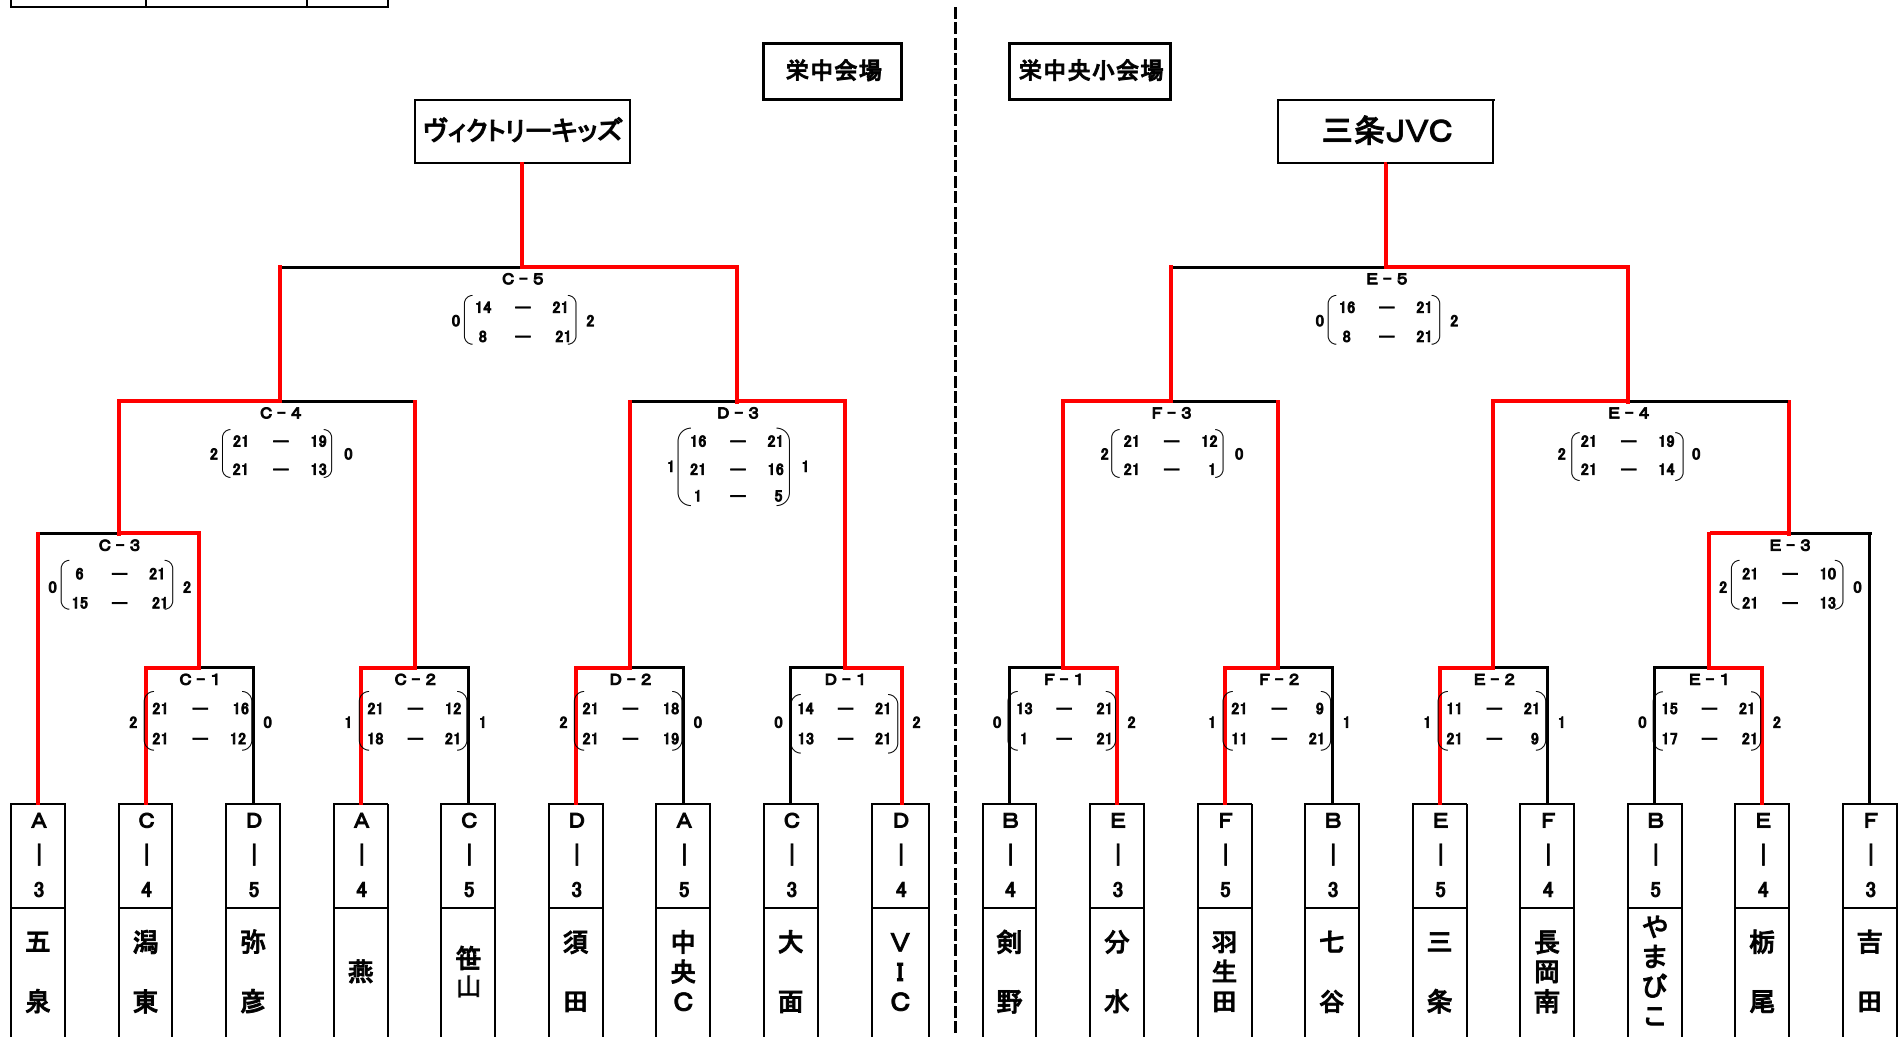 栄中会場
栄中央小会場
ヴィクトリーキッズ
三条JVC
C-5
14 — 21
0 2
8 — 21
E-5
16 — 21
0 2
8 — 21
C-4
21 — 19
2 0
21 — 13
D-3
16 — 21
1 21 — 16 1
1 — 5
F-3
21 — 12
2 0
21 — 1
E-4
21 — 19
2 0
21 — 14
C-3
6 — 21
0 2
15 — 21
E-3
21 — 10
2 0
21 — 13
C-1
21 — 16
2 0
21 — 12
C-2
21 — 12
1 1
18 — 21
D-2
21 — 18
2 0
21 — 19
D-1
14 — 21
0 2
13 — 21
F-1
13 — 21
0 2
1 — 21
F-2
21 — 9
1 1
11 — 21
E-2
11 — 21
1 1
21 — 9
E-1
15 — 21
0 2
17 — 21
A|3
五泉
C|4
潟東
D|5
弥彦
A|4
燕
C|5
笹山
D|3
須田
A|5
中央C
C|3
大面
D|4
VIC
B|4
剣野
E|3
分水
F|5
羽生田
B|3
七谷
E|5
三条
F|4
長岡南
B|5
やまびこ
E|4
栃尾
F|3
吉田